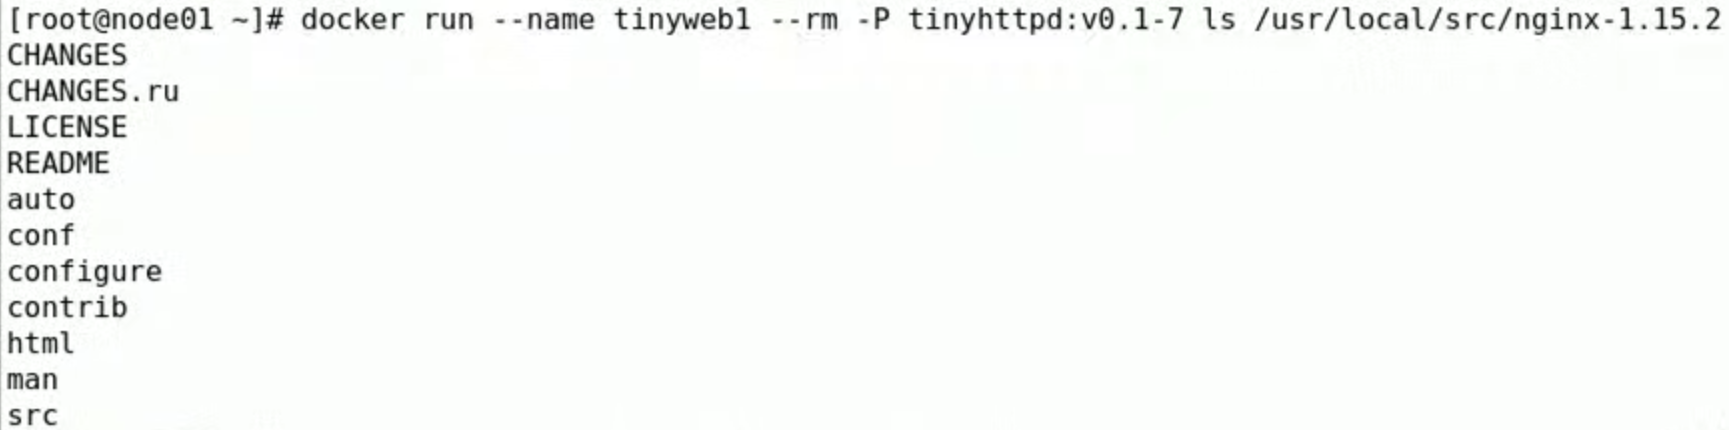 [root@node01 ~]# docker run --name tinyweb1 --rm -P tinyhttpd:v0.1-7 ls /usr/local/src/nginx-1.15.2
CHANGES
CHANGES.ru
LICENSE
README
auto
conf
configure
contrib
html
man
src